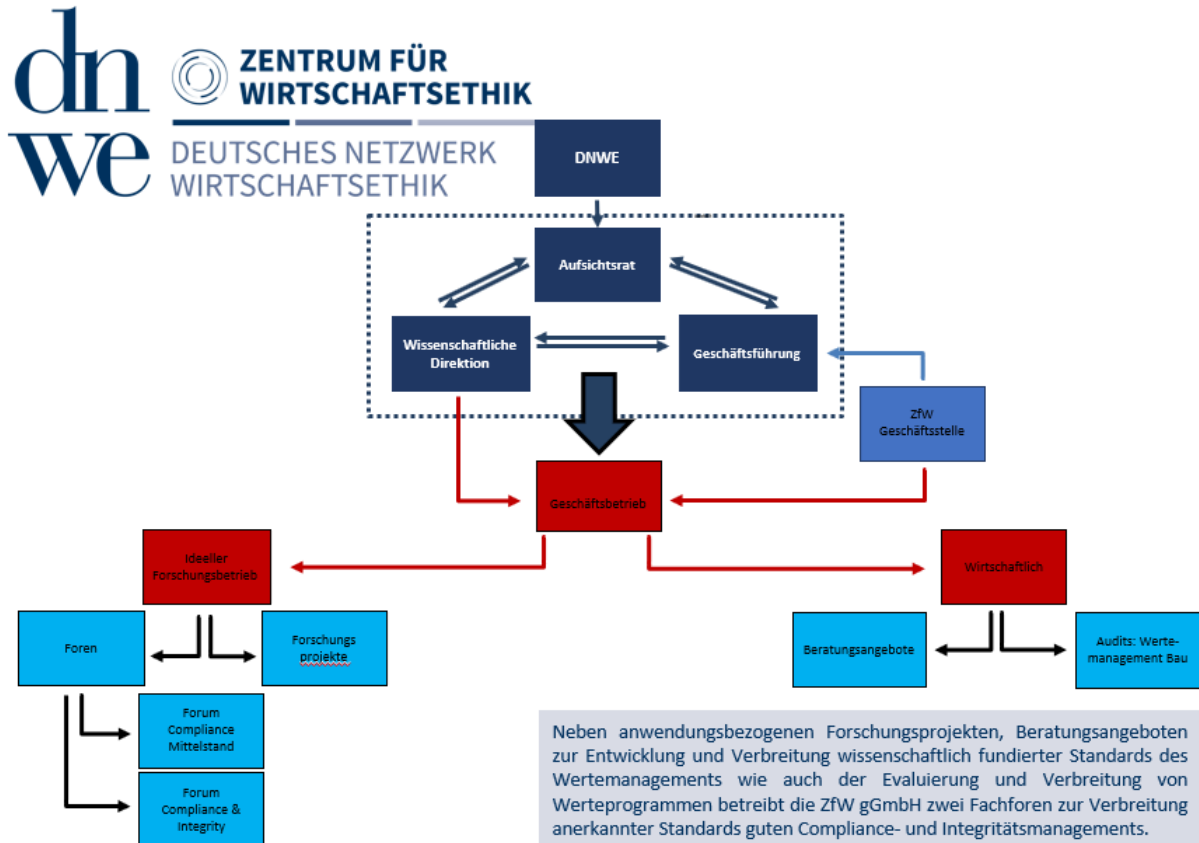 dn
we
ZENTRUM FÜR
WIRTSCHAFTSETHIK
DEUTSCHES NETZWERK
WIRTSCHAFTSETHIK
DNWE
Aufsichtsrat
Wissenschaftliche
Direktion
Geschäftsführung
ZfW
Geschäftsstelle
Geschäftsbetrieb
Ideeller
Forschungsbetrieb
Wirtschaftlich
Foren
Forschungs
projekte
Beratungsangebote
Audits: Werte-
management Bau
Forum
Compliance
Mittelstand
Forum
Compliance &
Integrity
Neben anwendungsbezogenen Forschungsprojekten, Beratungsangeboten
zur Entwicklung und Verbreitung wissenschaftlich fundierter Standards des
Wertemanagements wie auch der Evaluierung und Verbreitung von
Werteprogrammen betreibt die ZfW gGmbH zwei Fachforen zur Verbreitung
anerkannter Standards guten Compliance- und Integritätsmanagements.